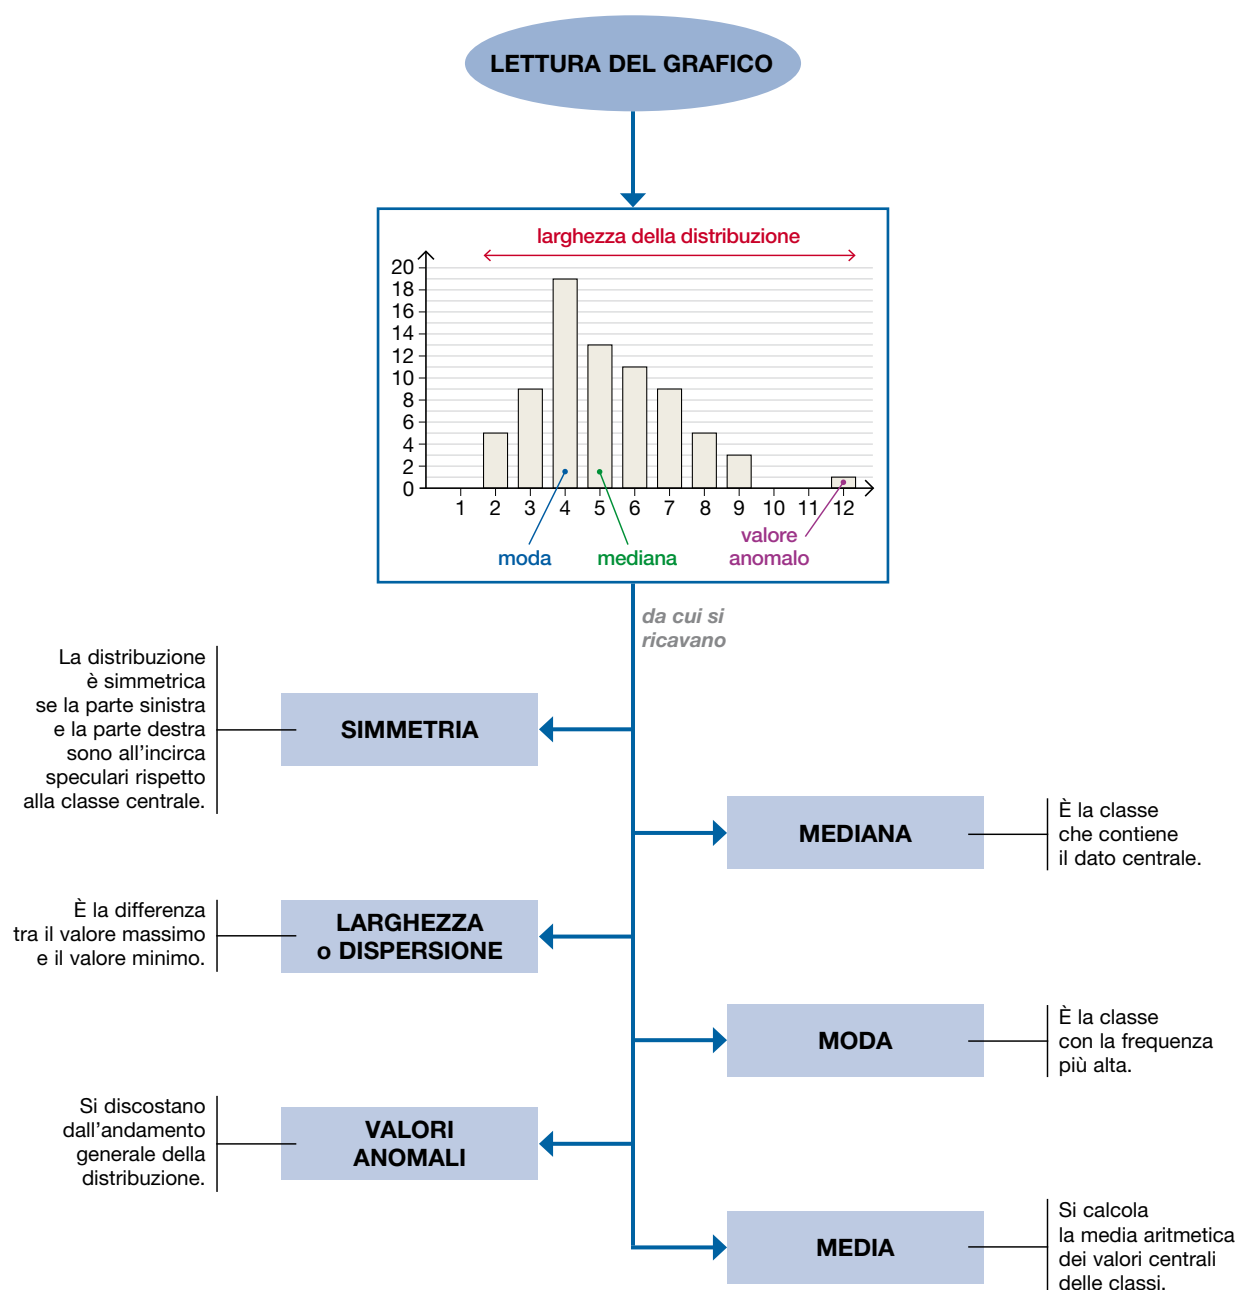 LETTURA DEL GRAFICO
larghezza della distribuzione
20
18
16
14
12
10
8
6
4
2
0
1 2 3 4 5 6 7 8 9 10 11 12
moda
mediana
valore
anomalo
da cui si
ricavano
La distribuzione
è simmetrica
se la parte sinistra
e la parte destra
sono all'incirca
speculari rispetto
alla classe centrale.
SIMMETRIA
MEDIANA
È la classe
che contiene
il dato centrale.
È la differenza
tra il valore massimo
e il valore minimo.
LARGHEZZA
o DISPERSIONE
MODA
È la classe
con la frequenza
più alta.
Si discostano
dall'andamento
generale della
distribuzione.
VALORI
ANOMALI
MEDIA
Si calcola
la media aritmetica
dei valori centrali
delle classi.